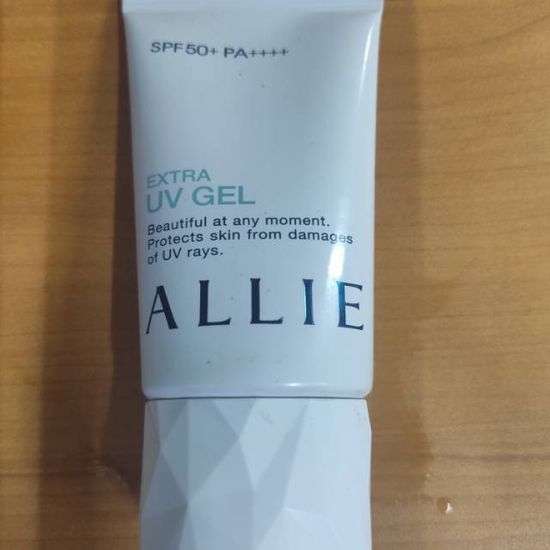 SPF50+ PA++++
EXTRA
UV GEL
Beautiful at any moment.
Protects skin from damages
of UV rays.
ALLIE